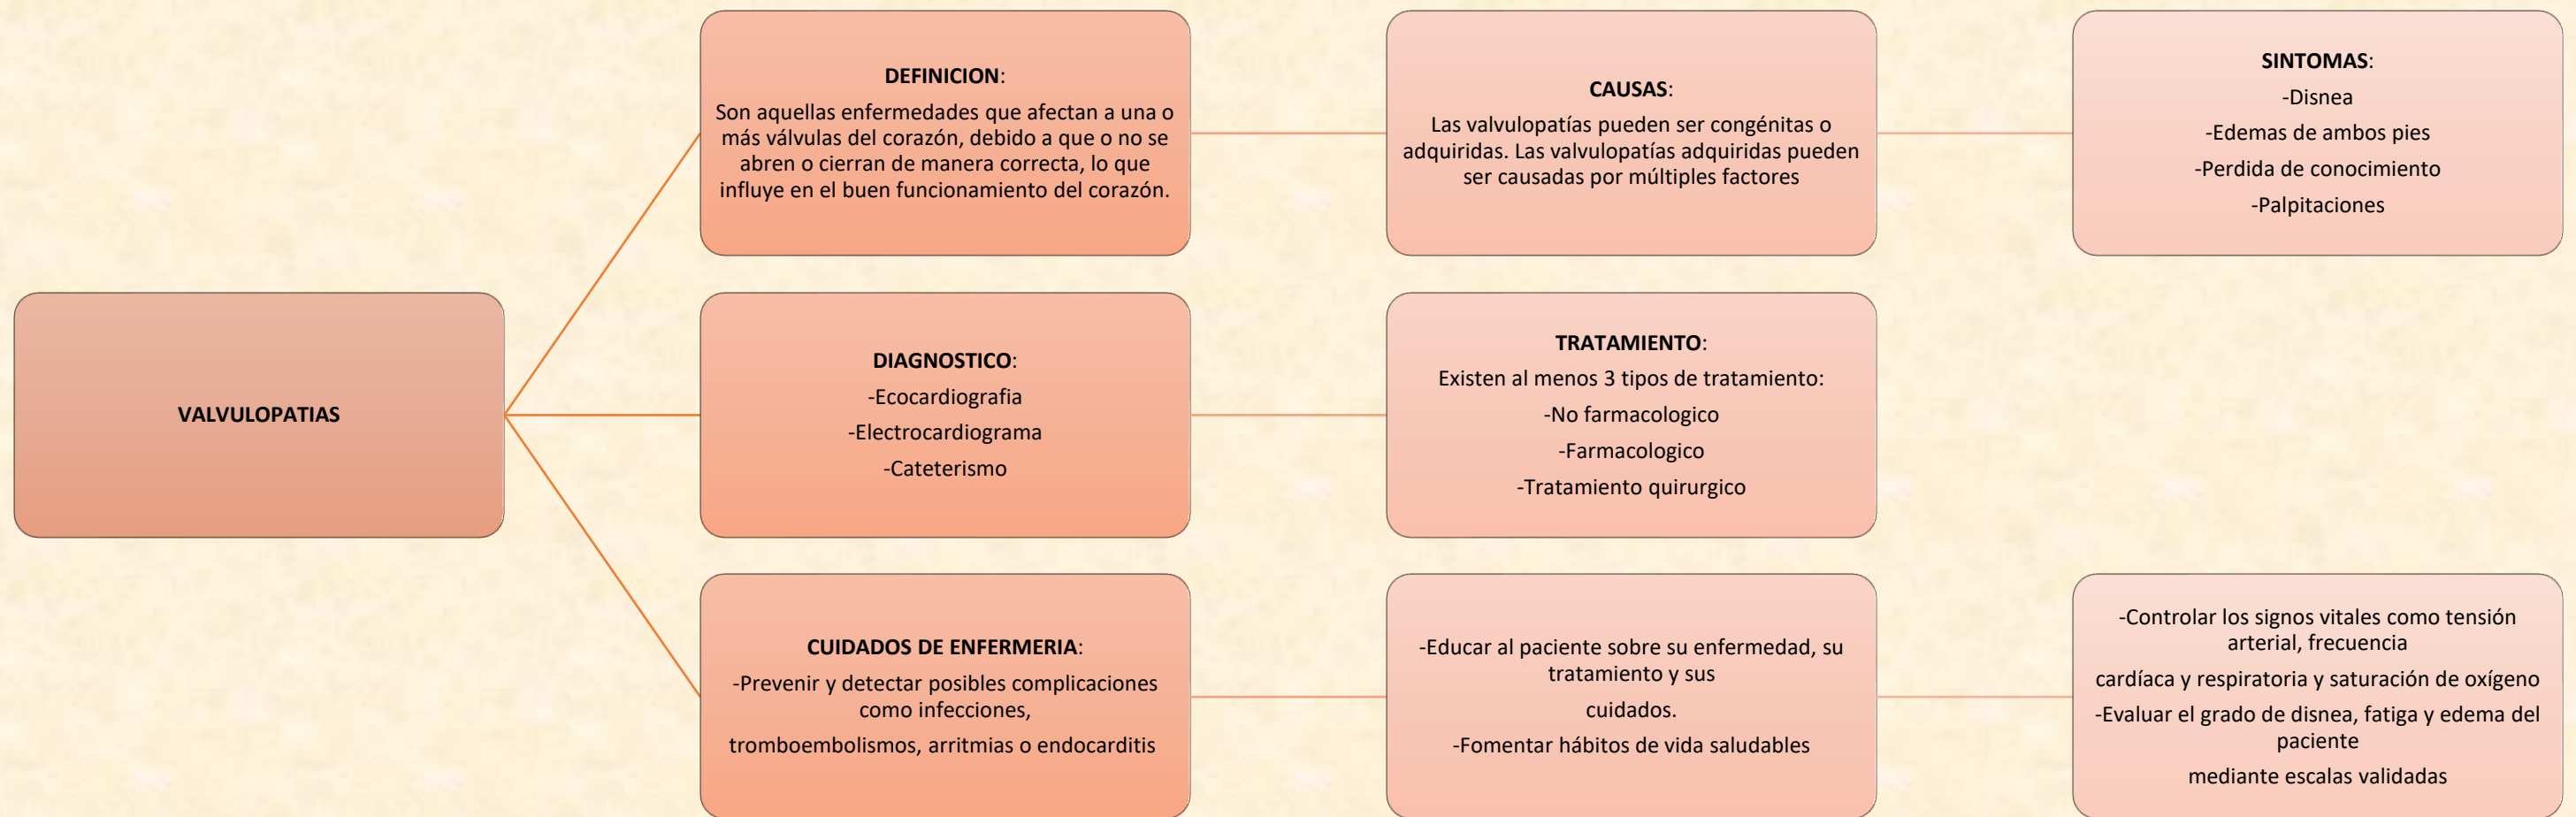 VALVULOPATIAS
DEFINICION:
Son aquellas enfermedades que afectan a una o
más válvulas del corazón, debido a que o no se
abren o cierran de manera correcta, lo que
influye en el buen funcionamiento del corazón.
CAUSAS:
Las valvulopatías pueden ser congénitas o
adquiridas. Las valvulopatías adquiridas pueden
ser causadas por múltiples factores
SINTOMAS:
-Disnea
-Edemas de ambos pies
-Perdida de conocimiento
-Palpitaciones
DIAGNOSTICO:
-Ecocardiografia
-Electrocardiograma
-Cateterismo
TRATAMIENTO:
Existen al menos 3 tipos de tratamiento:
-No farmacologico
-Farmacologico
-Tratamiento quirurgico
CUIDADOS DE ENFERMERIA:
-Prevenir y detectar posibles complicaciones
como infecciones,
tromboembolismos, arritmias o endocarditis
-Educar al paciente sobre su enfermedad, su
tratamiento y sus
cuidados.
-Fomentar hábitos de vida saludables
-Controlar los signos vitales como tensión
arterial, frecuencia
cardíaca y respiratoria y saturación de oxígeno
-Evaluar el grado de disnea, fatiga y edema del
paciente
mediante escalas validadas